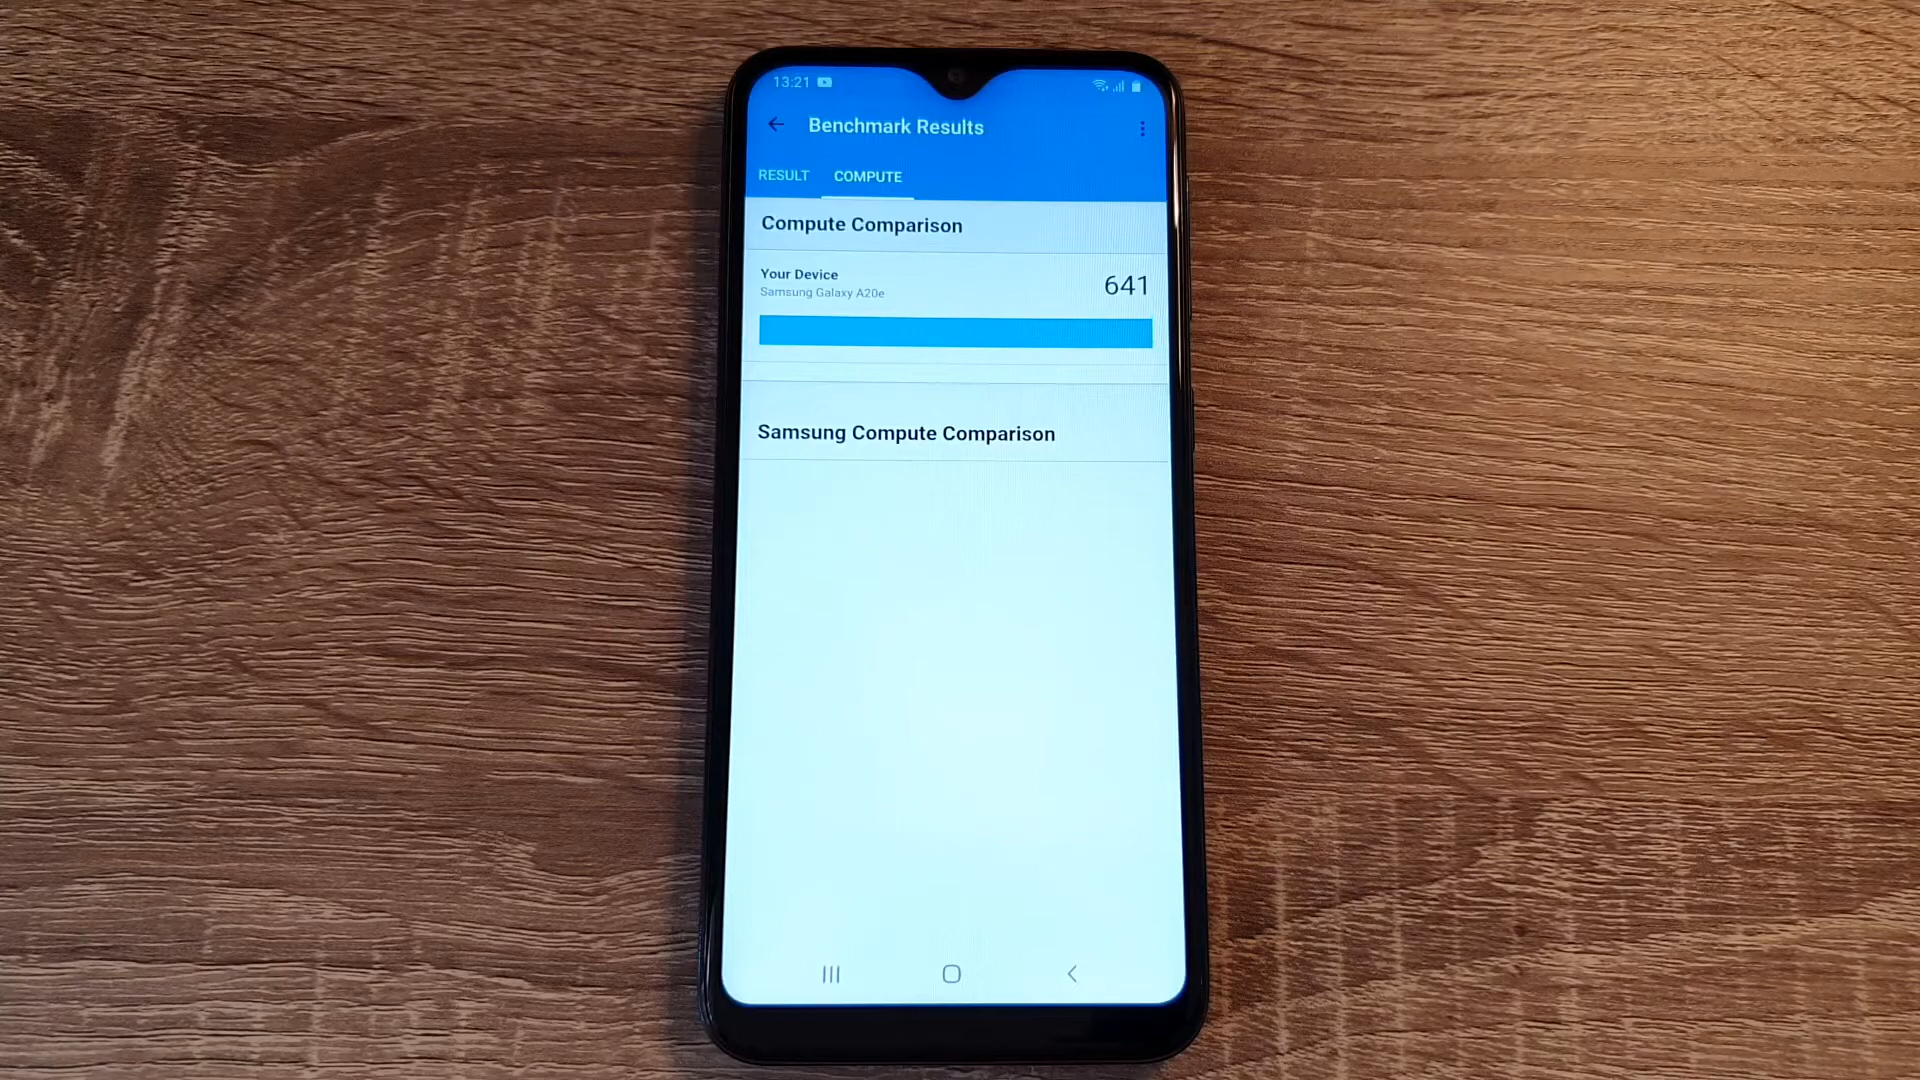 13:21
Benchmark Results
RESULT COMPUTE
Compute Comparison
Your Device
Samsung Galaxy A20e
641
Samsung Compute Comparison